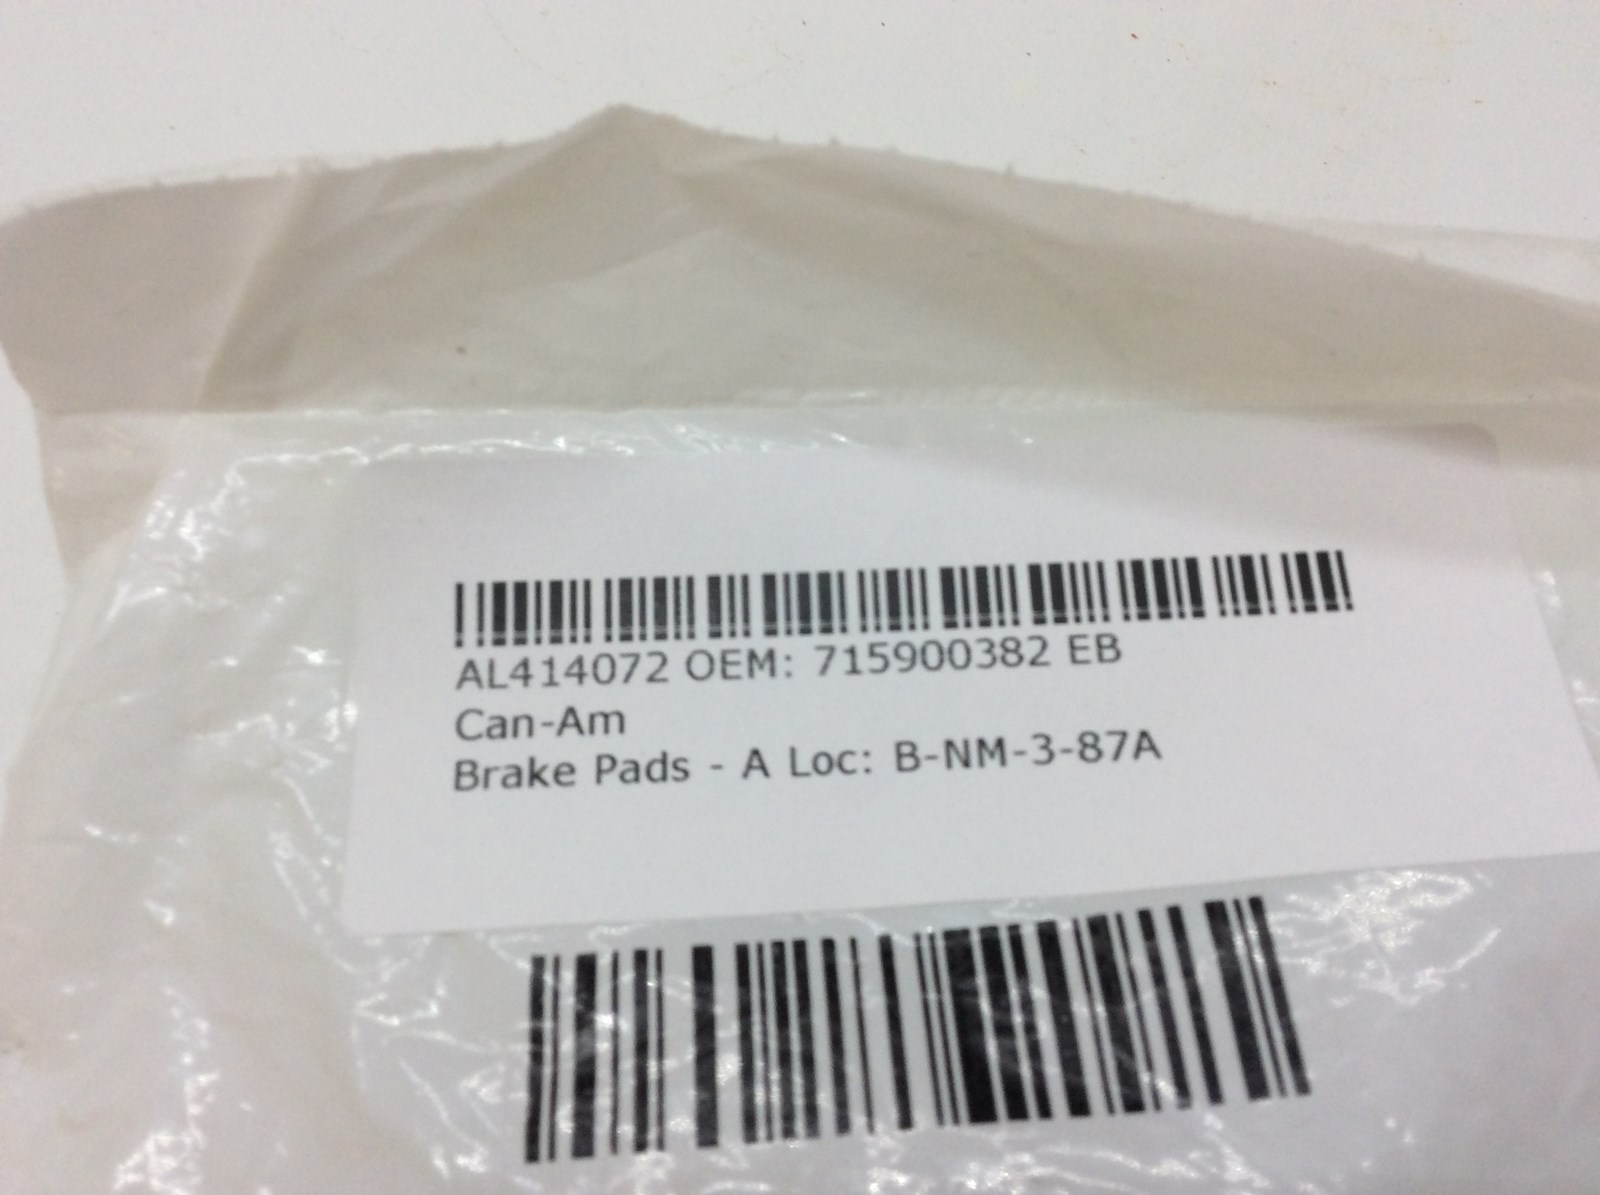 AL414072 OEM: 715900382 EB
Can-Am
Brake Pads - A Loc: B-NM-3-87A